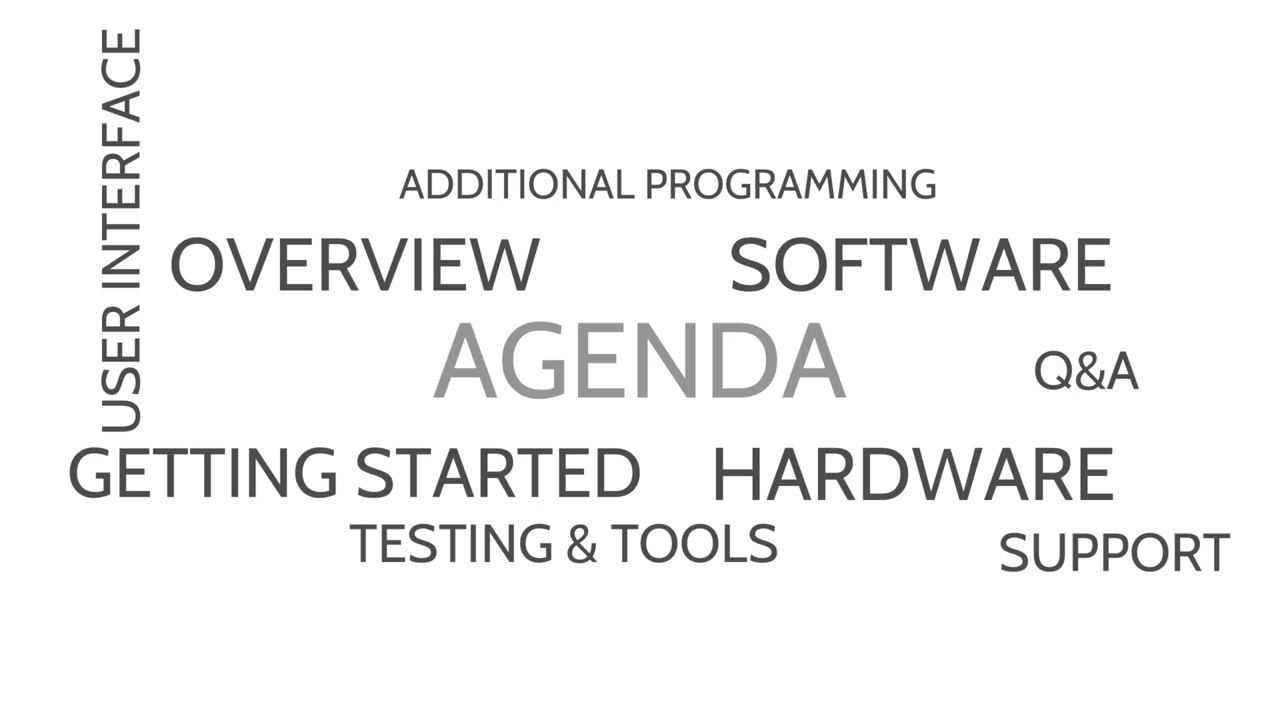 USER INTERFACE
ADDITIONAL PROGRAMMING
OVERVIEW
SOFTWARE
AGENDA
Q&A
GETTING STARTED
HARDWARE
TESTING & TOOLS
SUPPORT